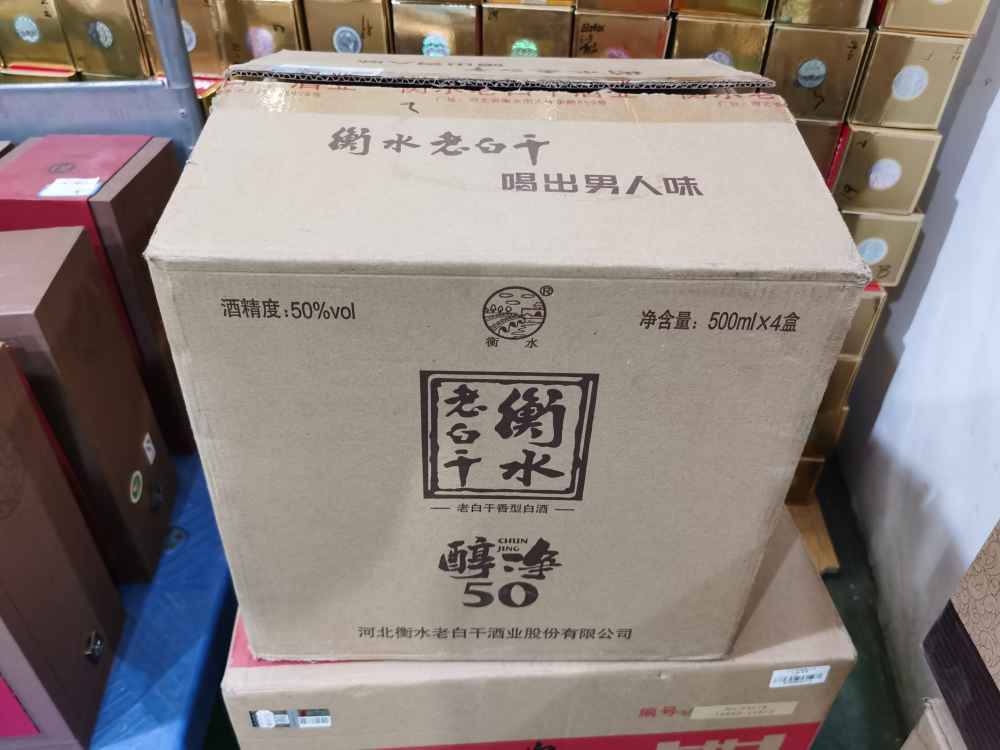 衡水老白干
喝出男人味
酒精度:50%vol
®
衡水
净含量: 500ml×4盒
衡水
老白干
老白干香型白酒
醇净
CHUN
JING
50
河北衡水老白干酒业股份有限公司
编号